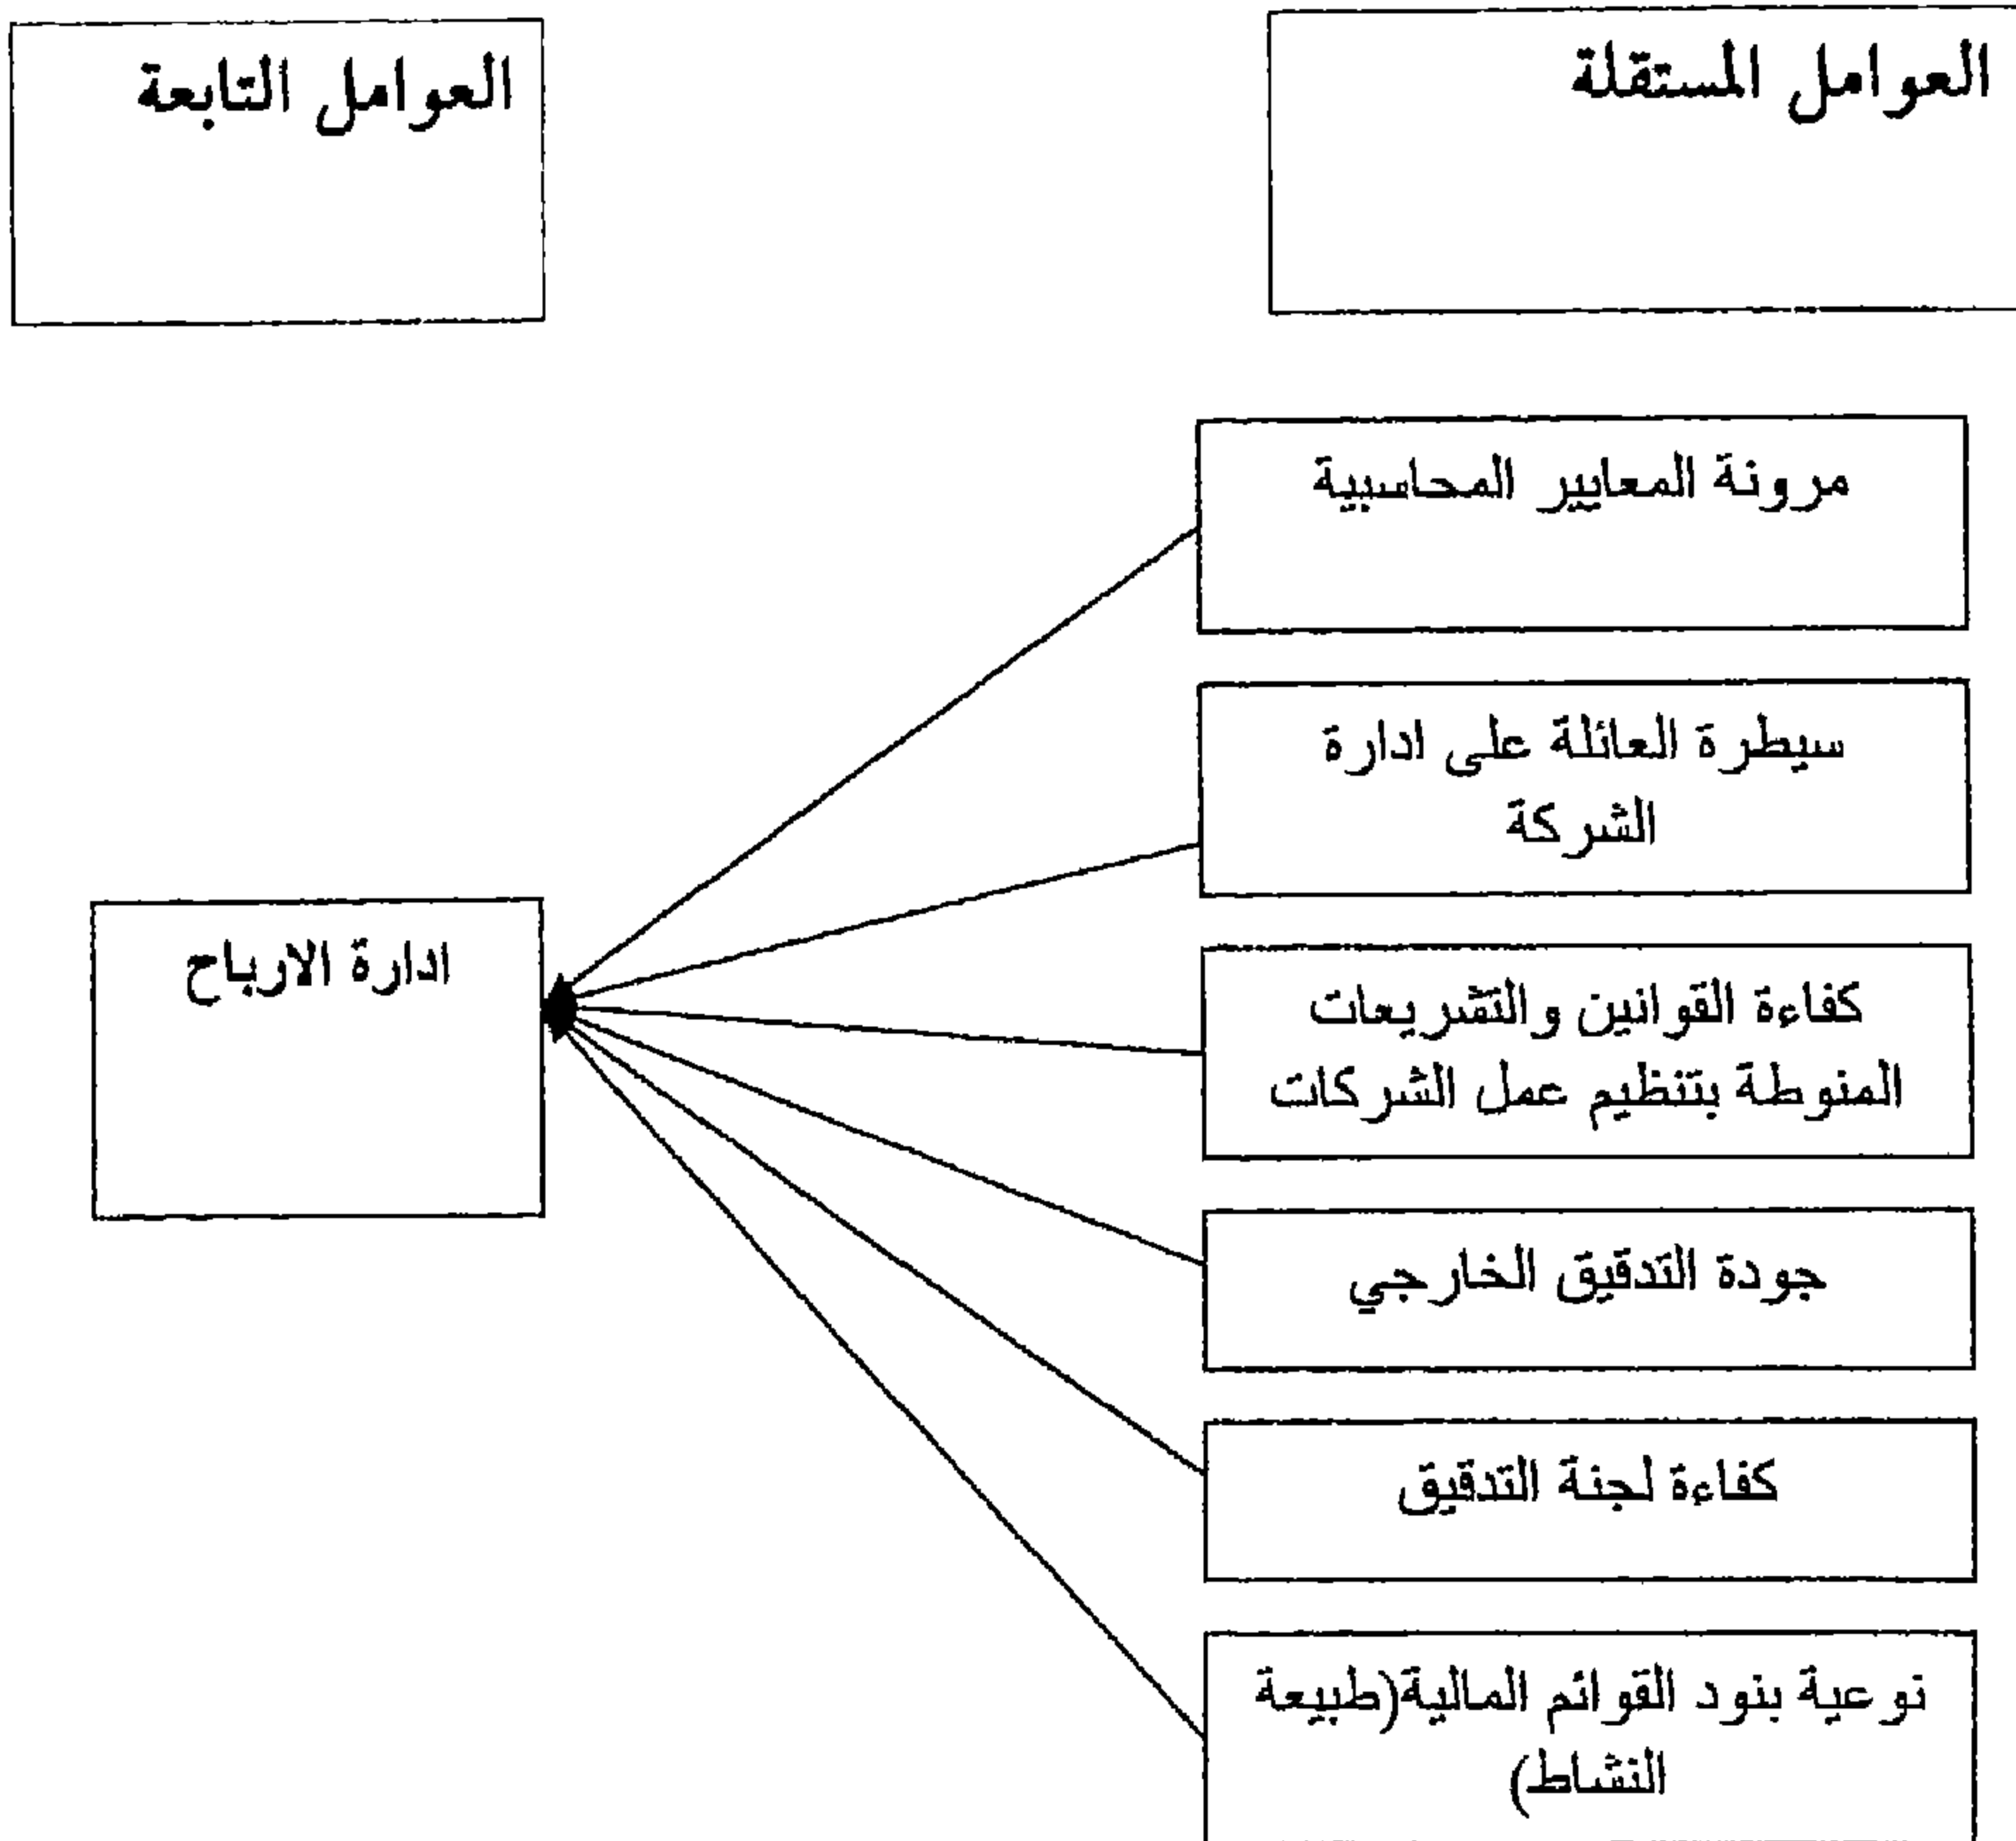 العوامل المستقلة
العوامل التابعة
مرونة المعايير المحاسبية
سيطرة العائلة على ادارة
الشركة
كفاءة القوانين والتشريعات
المنوطة بتنظيم عمل الشركات
جودة التدقيق الخارجي
كفاءة لجنة التدقيق
نوعية بنود القوائم المالية(طبيعة
النشاط)
ادارة الارباح